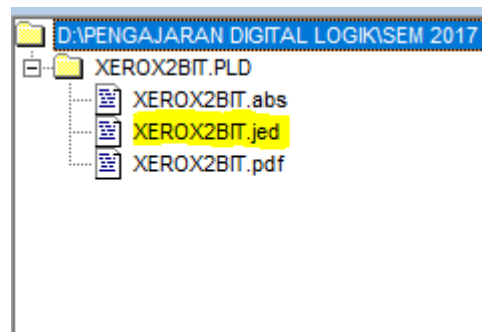 D:\PENGAJARAN DIGITAL LOGIK\SEM 2017
XEROX2BIT.PLD
XEROX2BIT.abs
XEROX2BIT.jed
XEROX2BIT.pdf